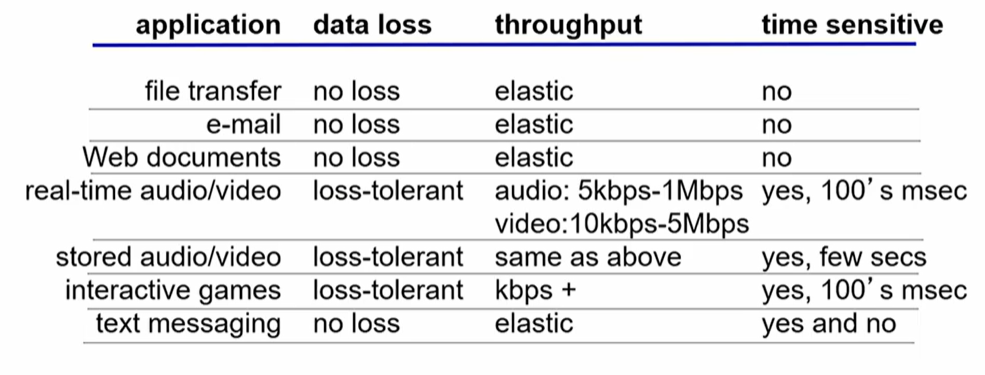 application data loss throughput time sensitive
file transfer no loss elastic no
e-mail no loss elastic no
Web documents no loss elastic no
real-time audio/video loss-tolerant audio: 5kbps-1Mbps yes, 100’s msec
video:10kbps-5Mbps
stored audio/video loss-tolerant same as above yes, few secs
interactive games loss-tolerant kbps + yes, 100’s msec
text messaging no loss elastic yes and no